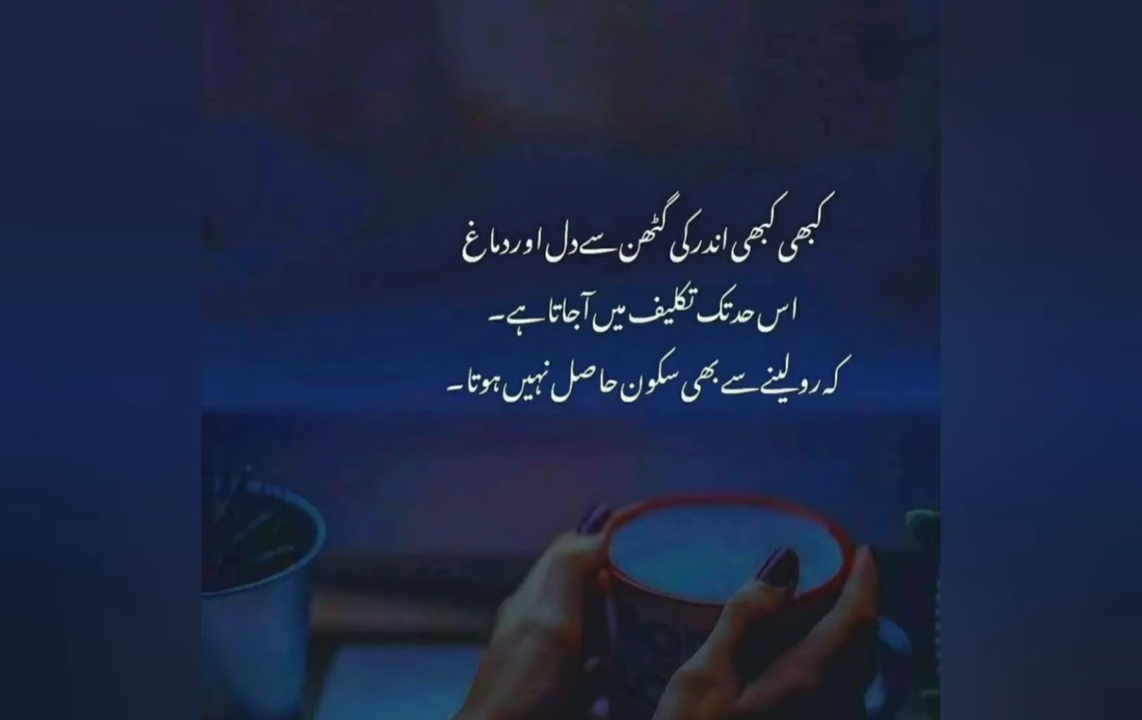 کبھی کبھی اندر کی گٹھن سے دل اور دماغ
اس حد تک تکلیف میں آجاتا ہے۔
کہ رو لینے سے بھی سکون حاصل نہیں ہوتا۔